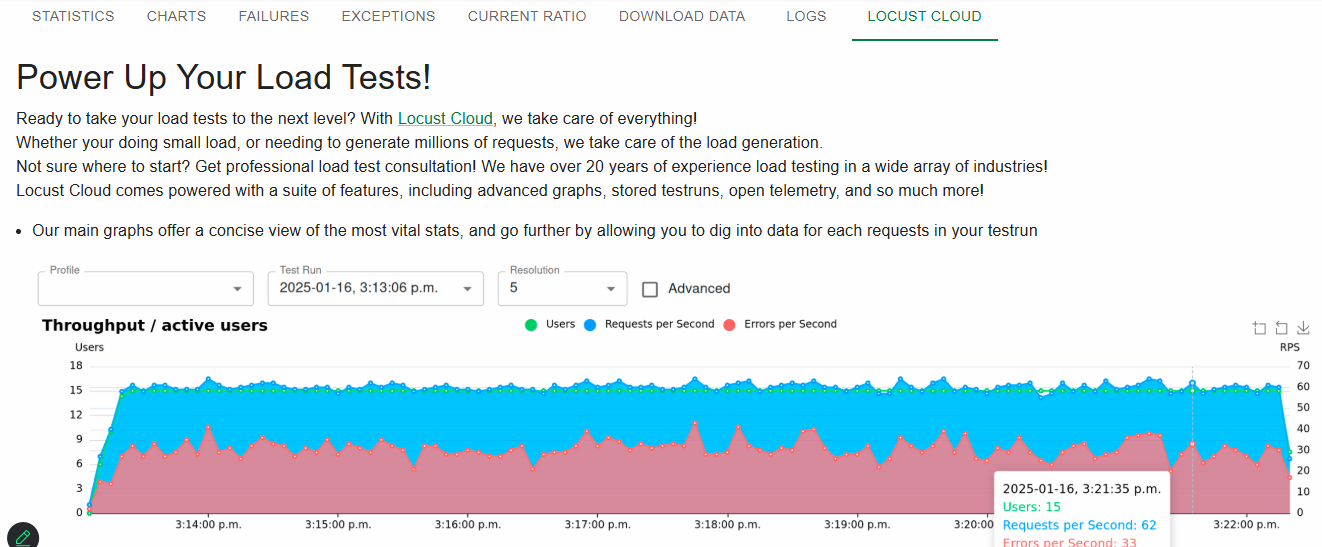 STATISTICS CHARTS FAILURES EXCEPTIONS CURRENT RATIO DOWNLOAD DATA LOGS LOCUST CLOUD
Power Up Your Load Tests!
Ready to take your load tests to the next level? With Locust Cloud, we take care of everything!
Whether your doing small load, or needing to generate millions of requests, we take care of the load generation.
Not sure where to start? Get professional load test consultation! We have over 20 years of experience load testing in a wide array of industries!
Locust Cloud comes powered with a suite of features, including advanced graphs, stored testruns, open telemetry, and so much more!
• Our main graphs offer a concise view of the most vital stats, and go further by allowing you to dig into data for each requests in your testrun
Profile Test Run Resolution
2025-01-16, 3:13:06 p.m. 5 Advanced
Throughput / active users Users Requests per Second Errors per Second
Users RPS
18 70
15 60
12 50
9 40
6 30
3 20
0 10
0
2025-01-16, 3:21:35 p.m.
Users: 15
Requests per Second: 62
Errors per Second: 33
3:14:00 p.m. 3:15:00 p.m. 3:16:00 p.m. 3:17:00 p.m. 3:18:00 p.m. 3:19:00 p.m. 3:20:00 3:22:00 p.m.